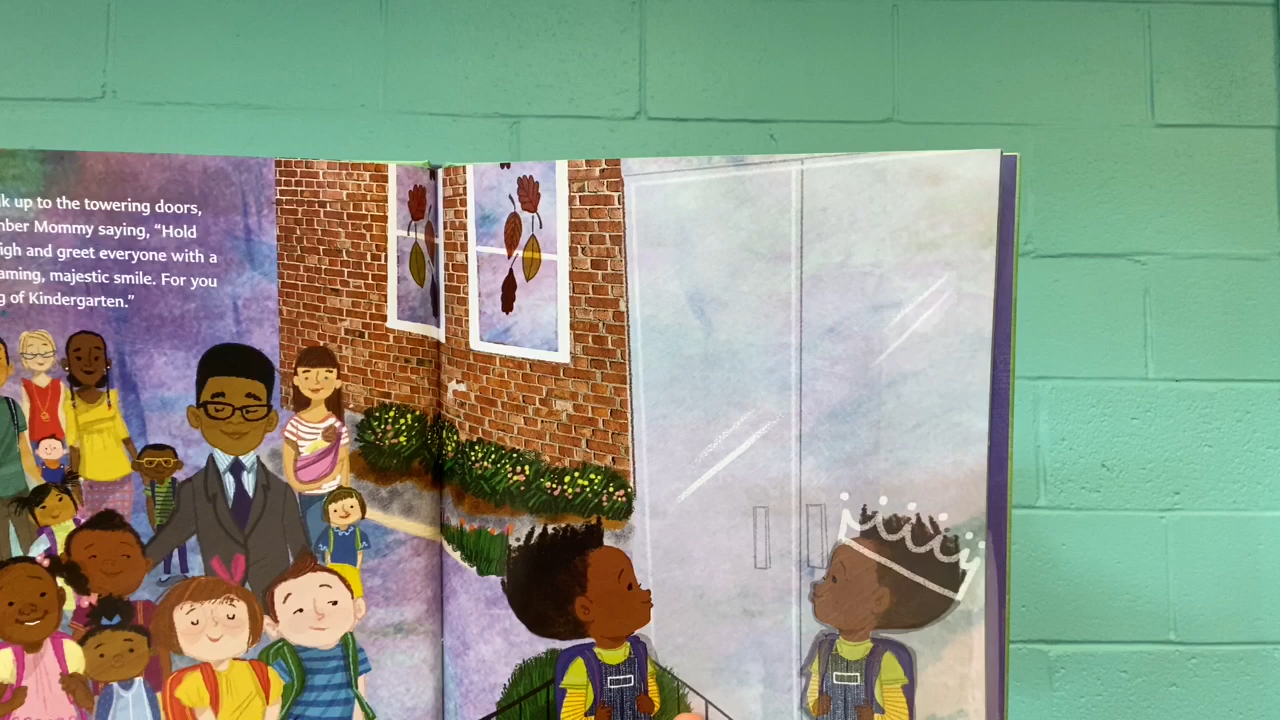 k up to the towering doors,
ber Mommy saying, “Hold
igh and greet everyone with a
aming, majestic smile. For you
g of Kindergarten.”